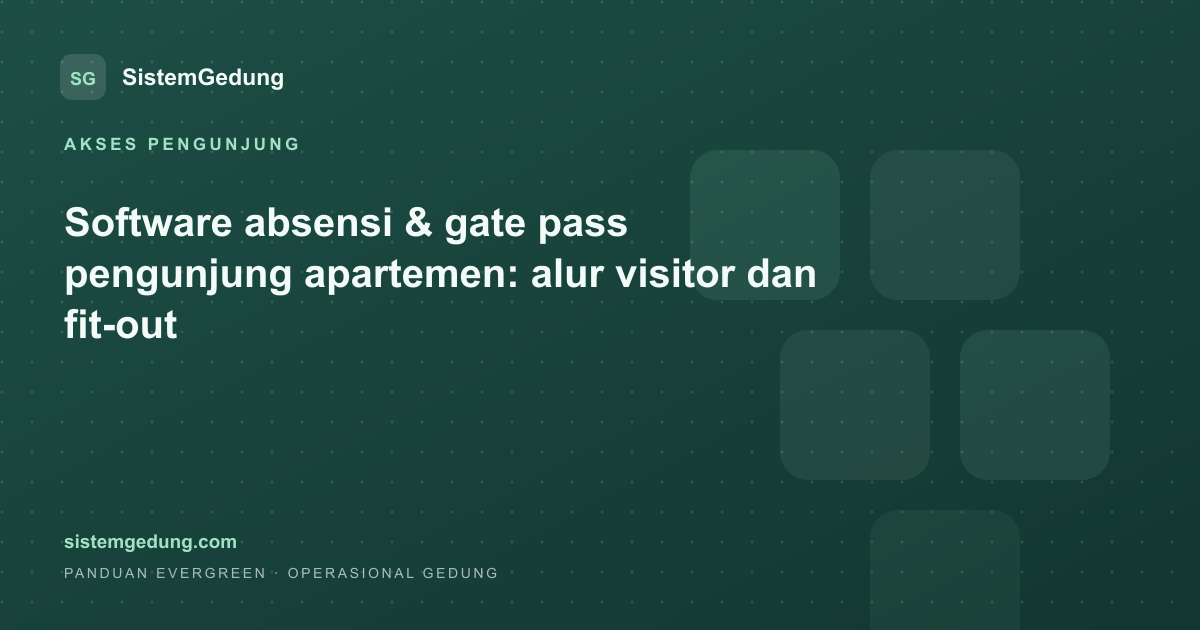 SG
SistemGedung
AKSES PENGUNJUNG
Software absensi & gate pass
pengunjung apartemen: alur visitor dan
fit-out
sistemgedung.com
PANDUAN EVERGREEN · OPERASIONAL GEDUNG